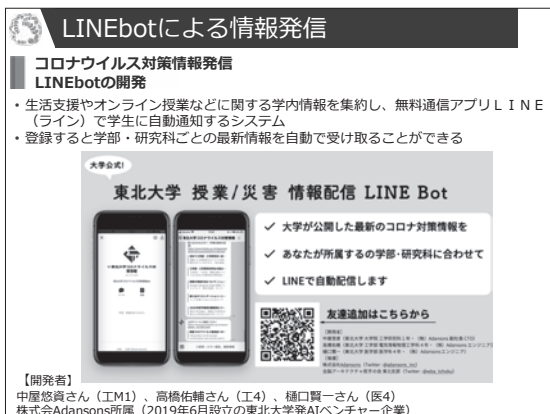 LINEbotによる情報発信
コロナウイルス対策情報発信
LINEbotの開発
・生活支援やオンライン授業などに関する学内情報を集約し、無料通信アプリＬＩＮＥ
（ライン）で学生に自動通知するシステム
・登録すると学部・研究科ごとの最新情報を自動で受け取ることができる
大学公式!
東北大学 授業/災害 情報配信 LINE Bot
✓ 大学が公開した最新のコロナ対策情報を
✓ あなたが所属するの学部・研究科に合わせて
✓ LINEで自動配信します
友達追加はこちらから
【開発者】
中屋悠資さん（工M1）、高橋佑輔さん（工4）、樋口賢一さん（医4）
株式会Adansons所属（2019年6月設立の東北大学発AIベンチャー企業）